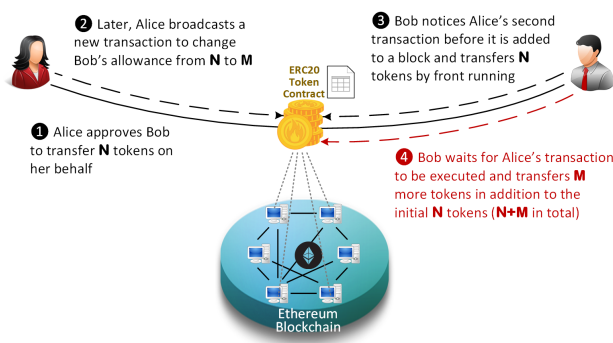 ❷ Later, Alice broadcasts a
new transaction to change
Bob's allowance from N to M
❸ Bob notices Alice's second
transaction before it is added
to a block and transfers N
tokens by front running
ERC20
Token
Contract
❶ Alice approves Bob
to transfer N tokens on
her behalf
❹ Bob waits for Alice's transaction
to be executed and transfers M
more tokens in addition to the
initial N tokens (N+M in total)
Ethereum
Blockchain